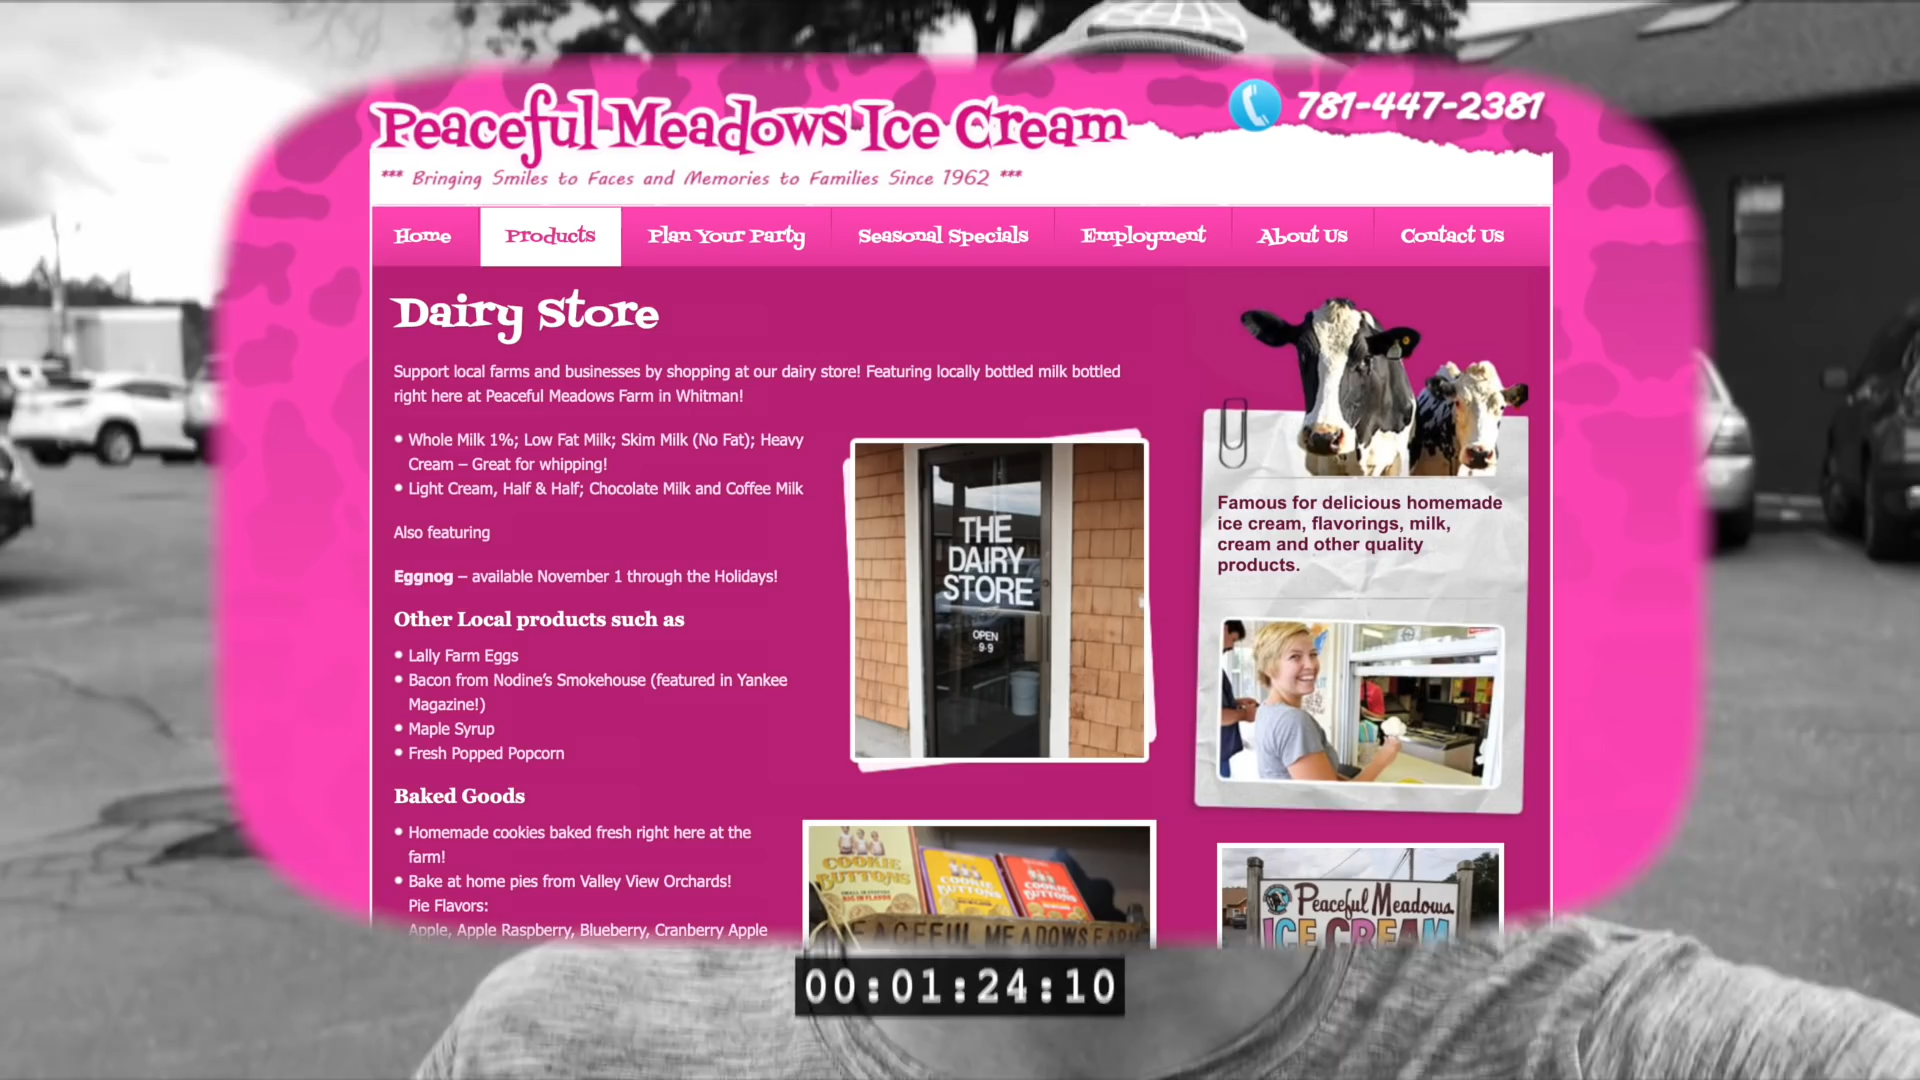 Peaceful Meadows Ice Cream
781-447-2381
*** Bringing Smiles to Faces and Memories to Families Since 1962 ***
Home
Products
Plan Your Party
Seasonal Specials
Employment
About Us
Contact Us
Dairy Store
Support local farms and businesses by shopping at our dairy store! Featuring locally bottled milk bottled
right here at Peaceful Meadows Farm in Whitman!
• Whole Milk 1%; Low Fat Milk; Skim Milk (No Fat); Heavy
Cream – Great for whipping!
• Light Cream, Half & Half; Chocolate Milk and Coffee Milk
Also featuring
Eggnog – available November 1 through the Holidays!
Other Local products such as
• Lally Farm Eggs
• Bacon from Nodine's Smokehouse (featured in Yankee
Magazine!)
• Maple Syrup
• Fresh Popped Popcorn
Baked Goods
• Homemade cookies baked fresh right here at the
farm!
• Bake at home pies from Valley View Orchards!
Pie Flavors:
Apple, Apple Raspberry, Blueberry, Cranberry Apple
THE
DAIRY
STORE
OPEN
9-9
COOKIE
BUTTONS
COOKIE
BUTTONS
COOKIE
BUTTONS
PEACEFUL MEADOWS FARM
Famous for delicious homemade
ice cream, flavorings, milk,
cream and other quality
products.
Peaceful Meadows
ICE CREAM
00:01:24:10